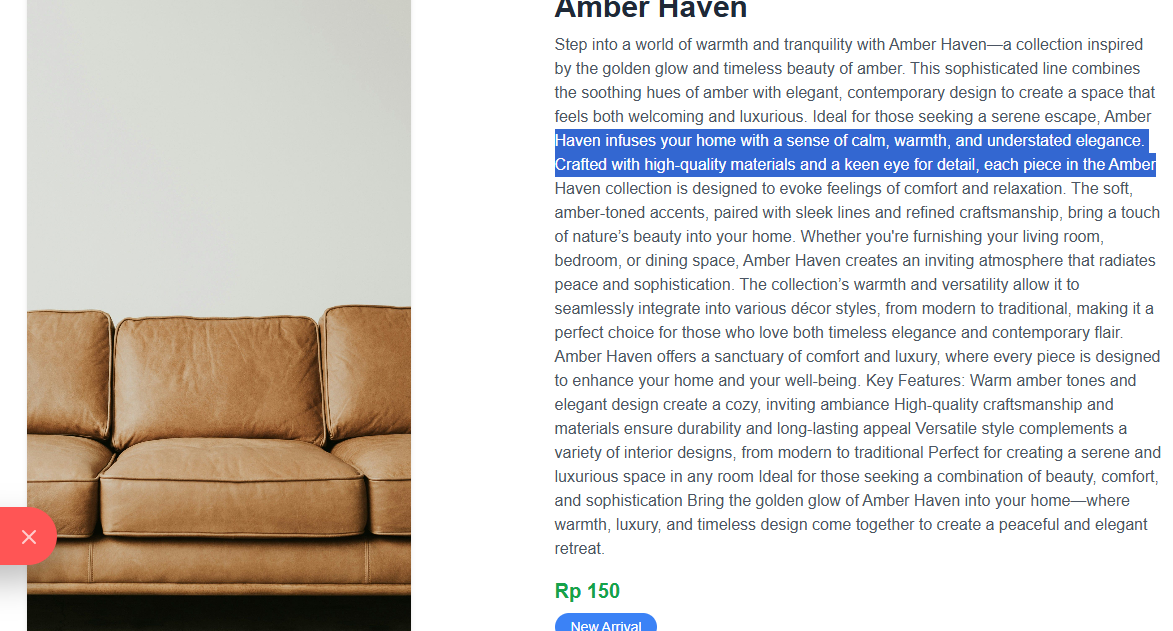 Amber Haven
Step into a world of warmth and tranquility with Amber Haven—a collection inspired
by the golden glow and timeless beauty of amber. This sophisticated line combines
the soothing hues of amber with elegant, contemporary design to create a space that
feels both welcoming and luxurious. Ideal for those seeking a serene escape, Amber
Haven infuses your home with a sense of calm, warmth, and understated elegance.
Crafted with high-quality materials and a keen eye for detail, each piece in the Amber
Haven collection is designed to evoke feelings of comfort and relaxation. The soft,
amber-toned accents, paired with sleek lines and refined craftsmanship, bring a touch
of nature’s beauty into your home. Whether you're furnishing your living room,
bedroom, or dining space, Amber Haven creates an inviting atmosphere that radiates
peace and sophistication. The collection’s warmth and versatility allow it to
seamlessly integrate into various décor styles, from modern to traditional, making it a
perfect choice for those who love both timeless elegance and contemporary flair.
Amber Haven offers a sanctuary of comfort and luxury, where every piece is designed
to enhance your home and your well-being. Key Features: Warm amber tones and
elegant design create a cozy, inviting ambiance High-quality craftsmanship and
materials ensure durability and long-lasting appeal Versatile style complements a
variety of interior designs, from modern to traditional Perfect for creating a serene and
luxurious space in any room Ideal for those seeking a combination of beauty, comfort,
and sophistication Bring the golden glow of Amber Haven into your home—where
warmth, luxury, and timeless design come together to create a peaceful and elegant
retreat.
Rp 150
New Arrival